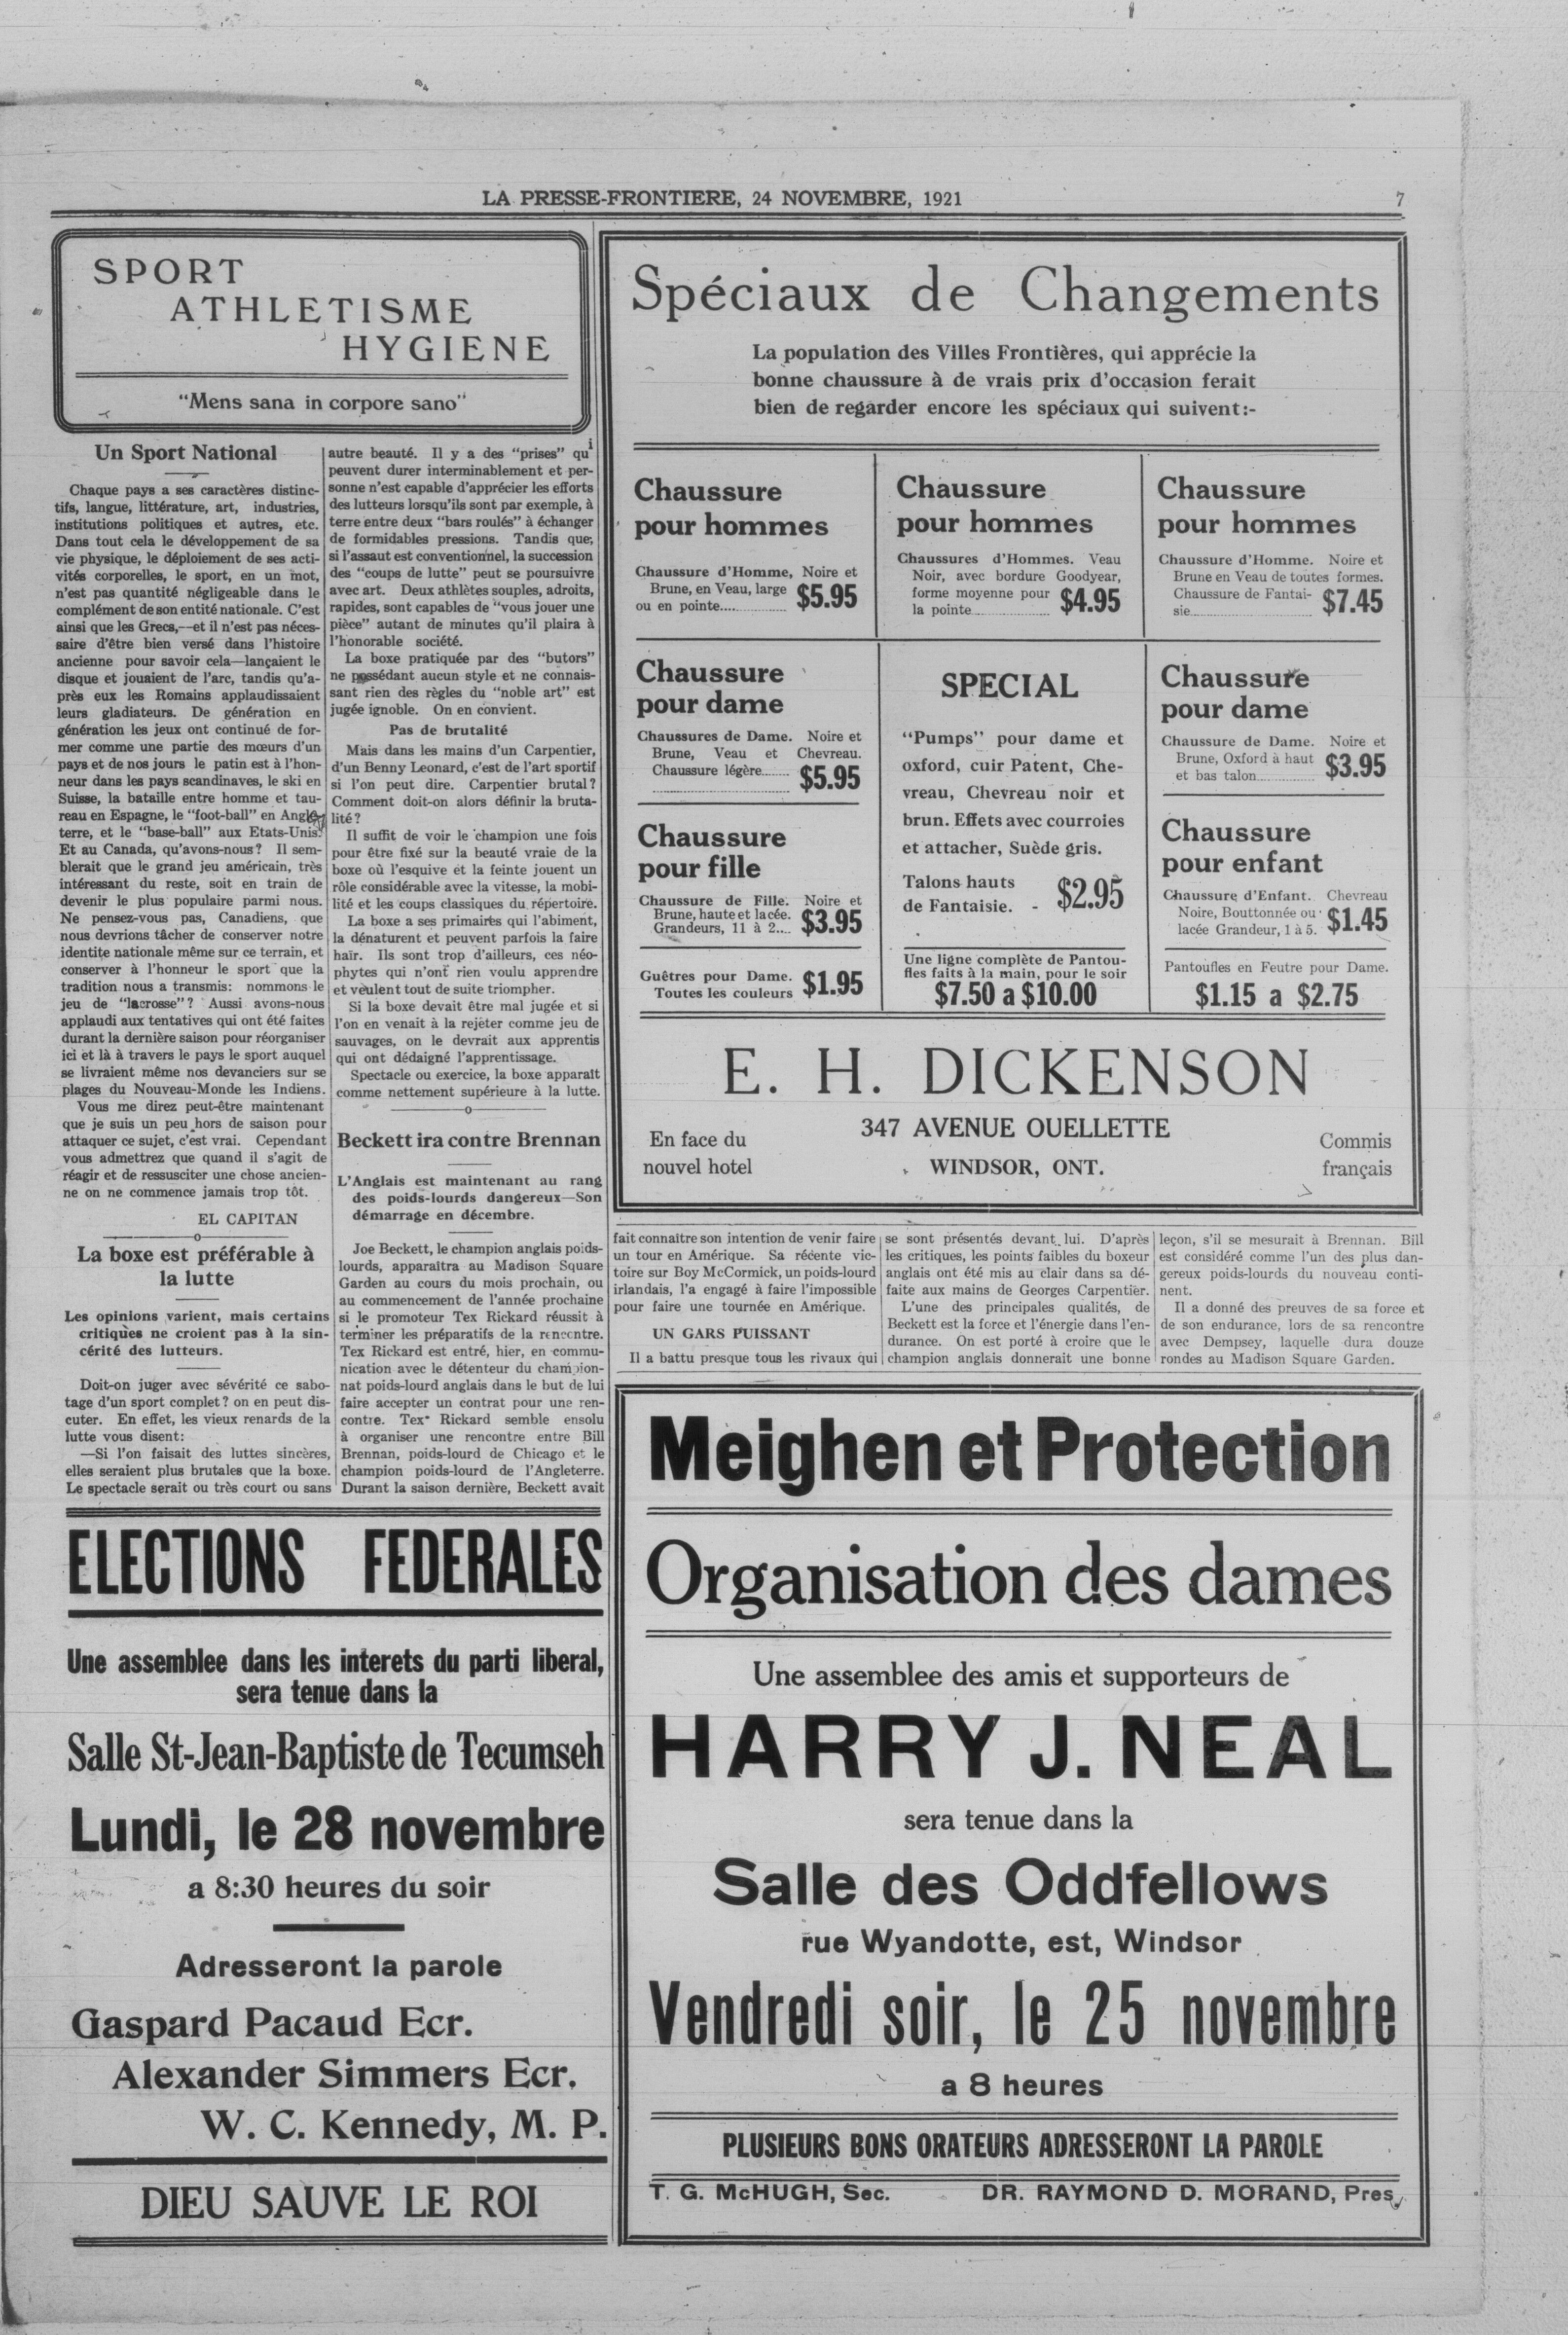 LA PRESSE-FRONTIERE, 24 NOVEMBRE, 1921
7
SPORT
ATHLETISME
HYGIENE
"Mens sana in corpore sano"
Un Sport National
Chaque pays a ses caractères distinc-
tifs, langue, littérature, art, industries,
institutions politiques et autres, etc.
Dans tout cela le développement de sa
vie physique, le déploiement de ses acti-
vités corporelles, le sport, en un mot,
n'est pas quantité négligeable dans le
complément de son entité nationale. C'est
ainsi que les Grecs,—et il n'est pas néces-
saire d'être bien versé dans l'histoire
ancienne pour savoir cela—lançaient le
disque et jouaient de l'arc, tandis qu'a-
près eux les Romains applaudissaient
leurs gladiateurs. De génération en
génération les jeux ont continué de for-
mer comme une partie des mœurs d'un
pays et de nos jours le patin est à l'hon-
neur dans les pays scandinaves, le ski en
Suisse, la bataille entre homme et tau-
reau en Espagne, le "foot-ball" en Angle-
terre, et le "base-ball" aux Etats-Unis.
Et au Canada, qu'avons-nous? Il sem-
blerait que le grand jeu américain, très
intéressant du reste, soit en train de
devenir le plus populaire parmi nous.
Ne pensez-vous pas, Canadiens, que
nous devrions tâcher de conserver notre
identite nationale même sur ce terrain, et
conserver à l'honneur le sport que la
tradition nous a transmis: nommons le
jeu de "lacrosse"? Aussi avons-nous
applaudi aux tentatives qui ont été faites
durant la dernière saison pour réorganiser
ici et là à travers le pays le sport auquel
se livraient même nos devanciers sur se
plages du Nouveau-Monde les Indiens.
Vous me direz peut-être maintenant
que je suis un peu hors de saison pour
attaquer ce sujet, c'est vrai. Cependant
vous admettrez que quand il s'agit de
réagir et de ressusciter une chose ancien-
ne on ne commence jamais trop tôt.
EL CAPITAN
La boxe est préférable à
la lutte
Les opinions varient, mais certains
critiques ne croient pas à la sin-
cérité des lutteurs.
Doit-on juger avec sévérité ce sabo-
tage d'un sport complet? on en peut dis-
cuter. En effet, les vieux renards de la
lutte vous disent:
—Si l'on faisait des luttes sincères,
elles seraient plus brutales que la boxe.
Le spectacle serait ou très court ou sans
autre beauté. Il y a des "prises" qui
peuvent durer interminablement et per-
sonne n'est capable d'apprécier les efforts
des lutteurs lorsqu'ils sont par exemple, à
terre entre deux "bars roulés" à échanger
de formidables pressions. Tandis que,
si l'assaut est conventionnel, la succession
des "coups de lutte" peut se poursuivre
avec art. Deux athlètes souples, adroits,
rapides, sont capables de "vous jouer une
pièce" autant de minutes qu'il plaira à
l'honorable société.
La boxe pratiquée par des "butors"
ne possédant aucun style et ne connais-
sant rien des règles du "noble art" est
jugée ignoble. On en convient.
Pas de brutalité
Mais dans les mains d'un Carpentier,
d'un Benny Leonard, c'est de l'art sportif
si l'on peut dire. Carpentier brutal?
Comment doit-on alors définir la bruta-
lité?
Il suffit de voir le champion une fois
pour être fixé sur la beauté vraie de la
boxe où l'esquive et la feinte jouent un
rôle considérable avec la vitesse, la mobi-
lité et les coups classiques du répertoire.
La boxe a ses primaires qui l'abiment,
la dénaturent et peuvent parfois la faire
haïr. Ils sont trop d'ailleurs, ces néo-
phytes qui n'ont rien voulu apprendre
et veulent tout de suite triompher.
Si la boxe devait être mal jugée et si
l'on en venait à la rejeter comme jeu de
sauvages, on le devrait aux apprentis
qui ont dédaigné l'apprentissage.
Spectacle ou exercice, la boxe apparaît
comme nettement supérieure à la lutte.
Beckett ira contre Brennan
L'Anglais est maintenant au rang
des poids-lourds dangereux—Son
démarrage en décembre.
Joe Beckett, le champion anglais poids-
lourds, apparaîtra au Madison Square
Garden au cours du mois prochain, ou
au commencement de l'année prochaine
si le promoteur Tex Rickard réussit à
terminer les préparatifs de la rencontre.
Tex Rickard est entré, hier, en commu-
nication avec le détenteur du champion-
nat poids-lourd anglais dans le but de lui
faire accepter un contrat pour une ren-
contre. Tex Rickard semble ensolu
à organiser une rencontre entre Bill
Brennan, poids-lourd de Chicago et le
champion poids-lourd de l'Angleterre.
Durant la saison dernière, Beckett avait
fait connaître son intention de venir faire
un tour en Amérique. Sa récente vic-
toire sur Boy McCormick, un poids-lourd
irlandais, l'a engagé à faire l'impossible
pour faire une tournée en Amérique.
UN GARS PUISSANT
Il a battu presque tous les rivaux qui
se sont présentés devant lui. D'après
les critiques, les points faibles du boxeur
anglais ont été mis au clair dans sa dé-
faite aux mains de Georges Carpentier.
L'une des principales qualités, de
Beckett est la force et l'énergie dans l'en-
durance. On est porté à croire que le
champion anglais donnerait une bonne
leçon, s'il se mesurait à Brennan. Bill
est considéré comme l'un des plus dan-
gereux poids-lourds du nouveau conti-
nent.
Il a donné des preuves de sa force et
de son endurance, lors de sa rencontre
avec Dempsey, laquelle dura douze
rondes au Madison Square Garden.
Spéciaux de Changements
La population des Villes Frontières, qui apprécie la
bonne chaussure à de vrais prix d'occasion ferait
bien de regarder encore les spéciaux qui suivent:-
Chaussure
pour hommes
Chaussure d'Homme, Noire et
Brune, en Veau, large
ou en pointe.... $5.95
Chaussure
pour hommes
Chaussures d'Hommes. Veau
Noir, avec bordure Goodyear,
forme moyenne pour
la pointe.... $4.95
Chaussure
pour hommes
Chaussure d'Homme. Noire et
Brune en Veau de toutes formes.
Chaussure de Fantai-
sie.... $7.45
Chaussure
pour dame
Chaussures de Dame. Noire et
Brune, Veau et Chevreau.
Chaussure légère.... $5.95
Chaussure
pour fille
Chaussure de Fille. Noire et
Brune, haute et lacée.
Grandeurs, 11 à 2.... $3.95
Guêtres pour Dame.
Toutes les couleurs $1.95
SPECIAL
"Pumps" pour dame et
oxford, cuir Patent, Che-
vreau, Chevreau noir et
brun. Effets avec courroies
et attacher, Suède gris.
Talons hauts
de Fantaisie. - $2.95
Une ligne complète de Pantou-
fles faits à la main, pour le soir
$7.50 a $10.00
Chaussure
pour dame
Chaussure de Dame. Noire et
Brune, Oxford à haut
et bas talon.... $3.95
Chaussure
pour enfant
Chaussure d'Enfant. Chevreau
Noire, Bouttonnée ou
lacée Grandeur, 1 à 5. $1.45
Pantoufles en Feutre pour Dame.
$1.15 a $2.75
E. H. DICKENSON
347 AVENUE OUELLETTE
WINDSOR, ONT.
En face du
nouvel hotel
Commis
français
ELECTIONS FEDERALES
Une assemblee dans les interets du parti liberal,
sera tenue dans la
Salle St-Jean-Baptiste de Tecumseh
Lundi, le 28 novembre
a 8:30 heures du soir
Adresseront la parole
Gaspard Pacaud Ecr.
Alexander Simmers Ecr.
W. C. Kennedy, M. P.
DIEU SAUVE LE ROI
Meighen et Protection
Organisation des dames
Une assemblee des amis et supporteurs de
HARRY J. NEAL
sera tenue dans la
Salle des Oddfellows
rue Wyandotte, est, Windsor
Vendredi soir, le 25 novembre
a 8 heures
PLUSIEURS BONS ORATEURS ADRESSERONT LA PAROLE
T. G. McHUGH, Sec.
DR. RAYMOND D. MORAND, Pres.